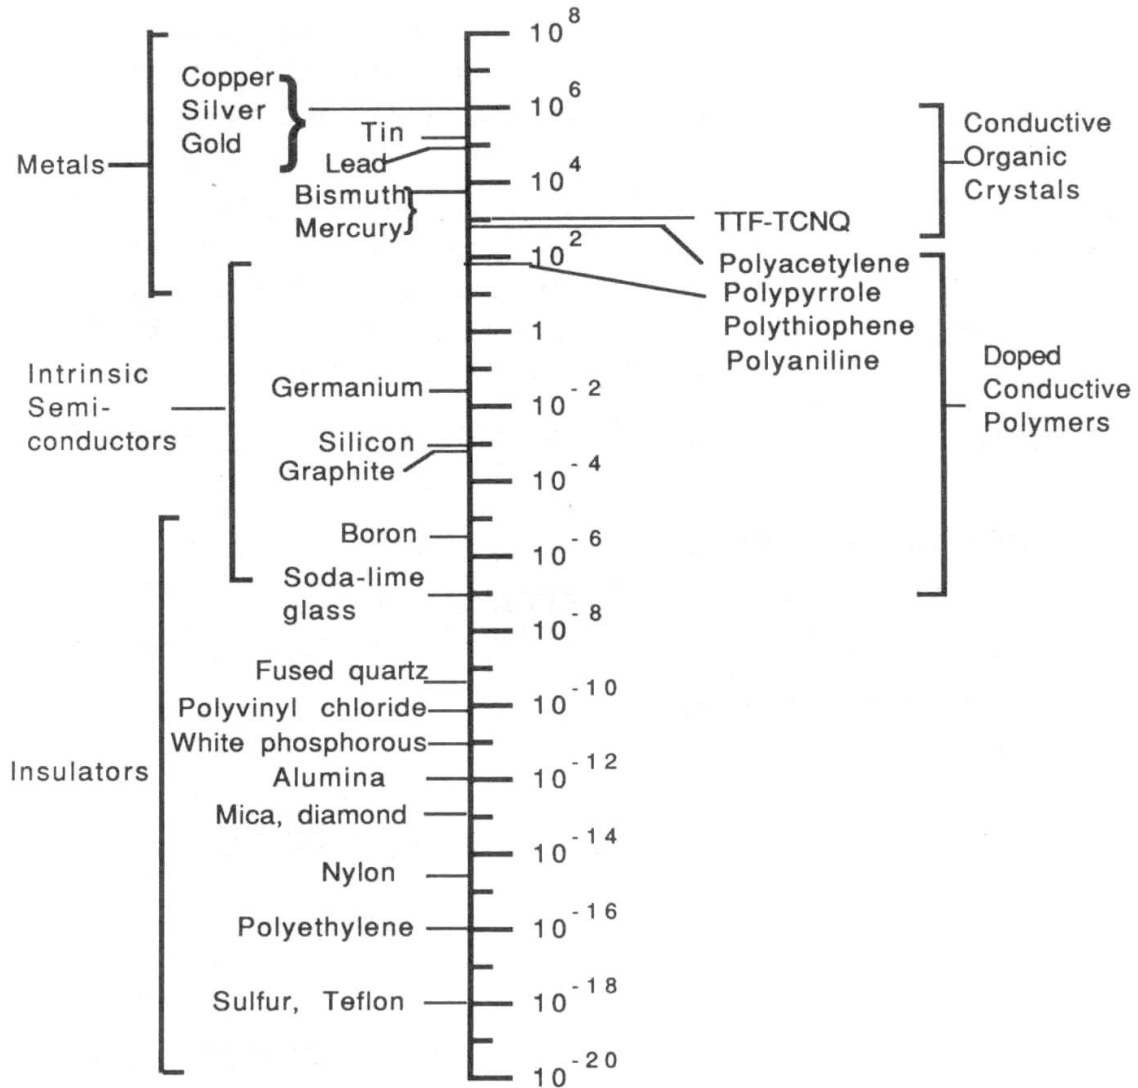 Metals
Copper
Silver
Gold
Tin
Lead
Bismuth
Mercury
Intrinsic
Semi-
conductors
Germanium
Silicon
Graphite
Boron
Soda-lime
glass
Insulators
Fused quartz
Polyvinyl chloride
White phosphorous
Alumina
Mica, diamond
Nylon
Polyethylene
Sulfur, Teflon
10^8
10^6
10^4
10^2
1
10^-2
10^-4
10^-6
10^-8
10^-10
10^-12
10^-14
10^-16
10^-18
10^-20
TTF-TCNQ
Polyacetylene
Polypyrrole
Polythiophene
Polyaniline
Conductive
Organic
Crystals
Doped
Conductive
Polymers